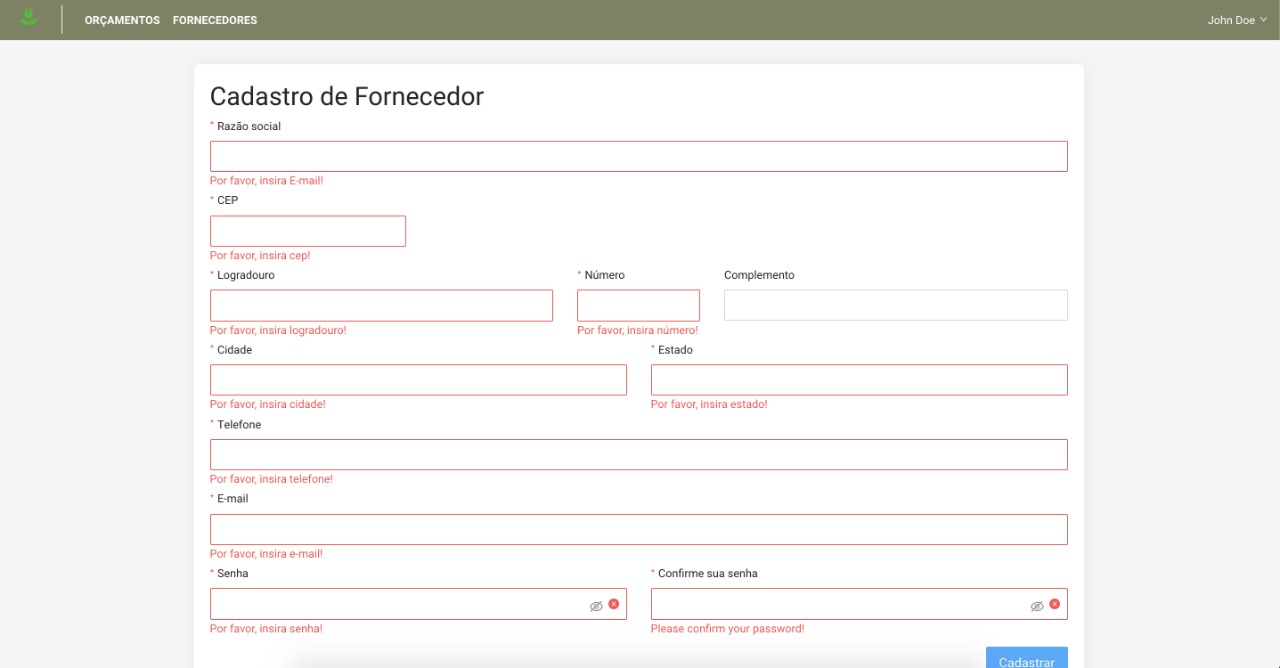 ORÇAMENTOS FORNECEDORES John Doe
Cadastro de Fornecedor
* Razão social
Por favor, insira E-mail!
* CEP
Por favor, insira cep!
* Logradouro * Número Complemento
Por favor, insira logradouro! Por favor, insira número!
* Cidade * Estado
Por favor, insira cidade! Por favor, insira estado!
* Telefone
Por favor, insira telefone!
* E-mail
Por favor, insira e-mail!
* Senha * Confirme sua senha
Por favor, insira senha! Please confirm your password!
Cadastrar